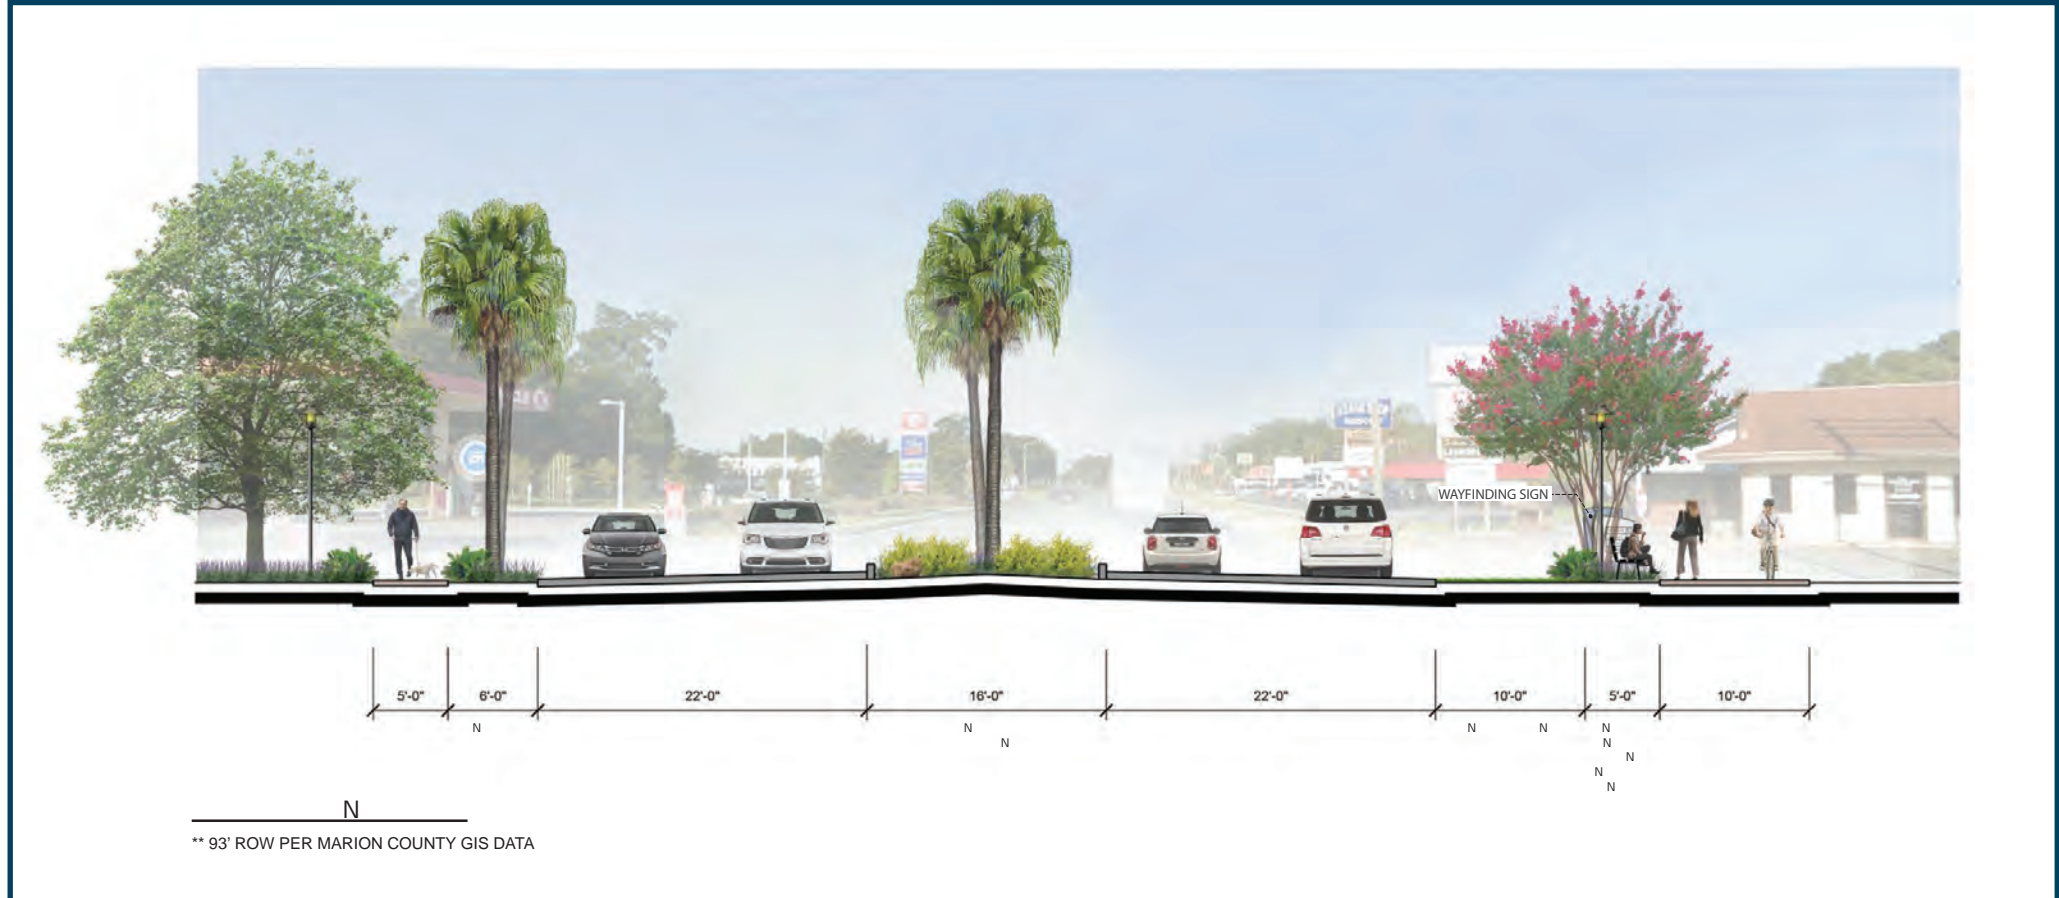 WAYFINDING SIGN
5'-0" 6'-0" 22'-0" 16'-0" 22'-0" 10'-0" 5'-0" 10'-0"
N N N N N
N N
N
N
N
N
** 93' ROW PER MARION COUNTY GIS DATA